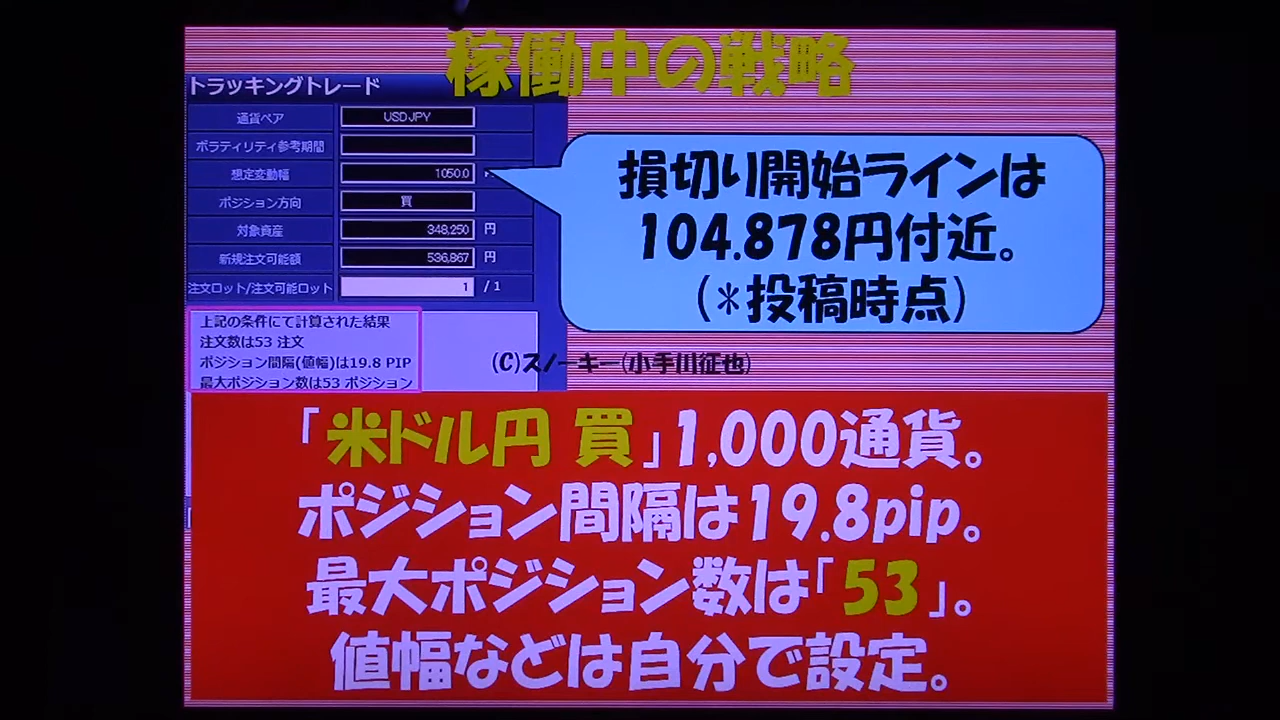 稼働中の戦略
トラッキングトレード
通貨ペア USDJPY
ボラティリティ参考期間
想定変動幅 1050.0
ポジション方向 買
対象資産 348,250 円
新規注文可能額 536,867 円
注文ロット/注文可能ロット 1 / 1
損切り開始ラインは
104.878円付近。
(*投稿時点)
上記の条件にて計算された結果
注文数は53 注文
ポジション間隔(値幅)は19.8 PIP
最大ポジション数は53 ポジション
(C)スノーキー(小手川征也)
「米ドル円 買」1,000通貨。
ポジション間隔は19.8pip。
最大ポジション数は「53」。
値幅などは自分で設定。